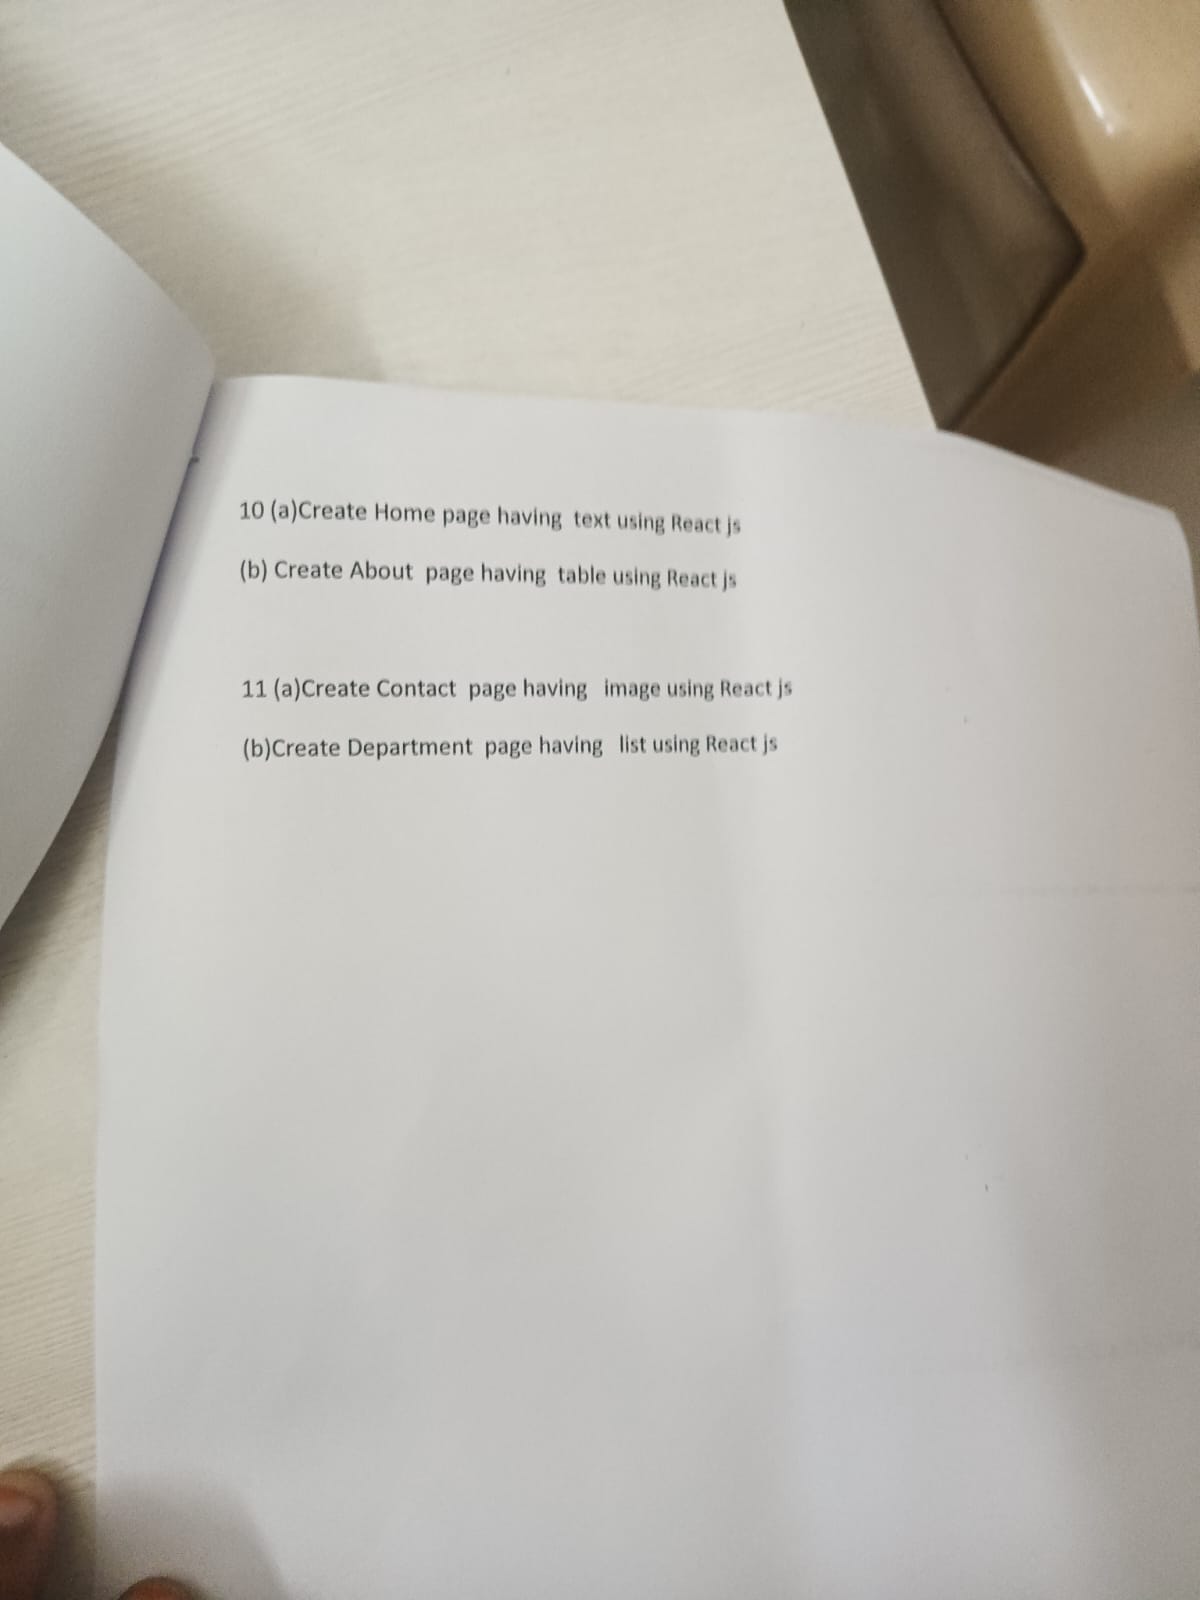 10 (a)Create Home page having text using React js
(b) Create About page having table using React js
11 (a)Create Contact page having image using React js
(b)Create Department page having list using React js